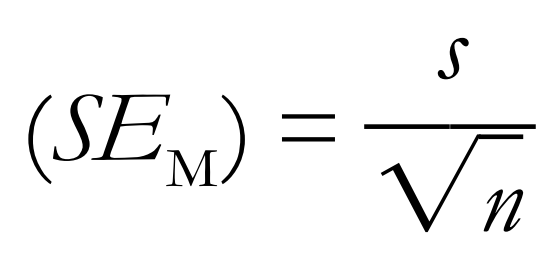 (SE_M) = s / √n